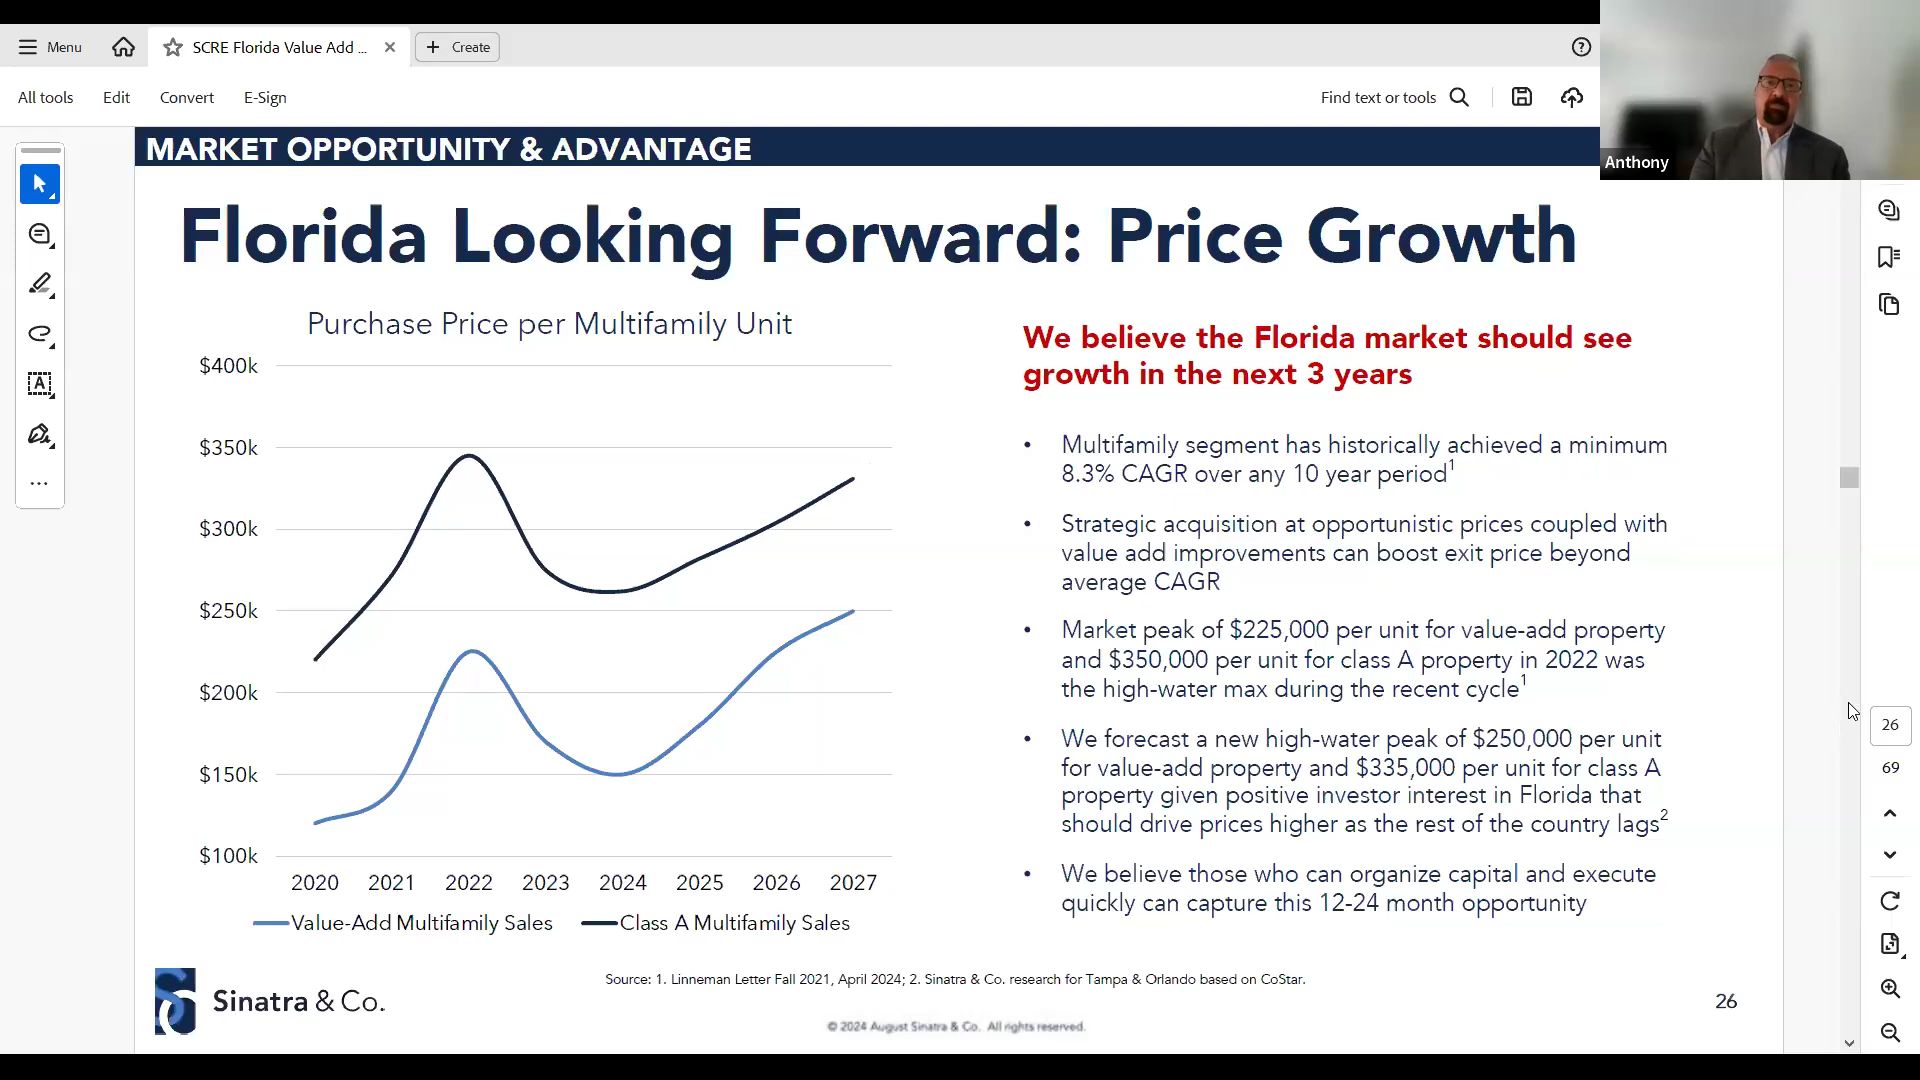 Menu
SCRE Florida Value Add ...
Create
All tools
Edit
Convert
E-Sign
Find text or tools
Anthony
MARKET OPPORTUNITY & ADVANTAGE
Florida Looking Forward: Price Growth
Purchase Price per Multifamily Unit
$400k
$350k
$300k
$250k
$200k
$150k
$100k
2020 2021 2022 2023 2024 2025 2026 2027
Value-Add Multifamily Sales Class A Multifamily Sales
We believe the Florida market should see
growth in the next 3 years
• Multifamily segment has historically achieved a minimum
8.3% CAGR over any 10 year period1
• Strategic acquisition at opportunistic prices coupled with
value add improvements can boost exit price beyond
average CAGR
• Market peak of $225,000 per unit for value-add property
and $350,000 per unit for class A property in 2022 was
the high-water max during the recent cycle1
• We forecast a new high-water peak of $250,000 per unit
for value-add property and $335,000 per unit for class A
property given positive investor interest in Florida that
should drive prices higher as the rest of the country lags2
• We believe those who can organize capital and execute
quickly can capture this 12-24 month opportunity
Source: 1. Linneman Letter Fall 2021, April 2024; 2. Sinatra & Co. research for Tampa & Orlando based on CoStar.
Sinatra & Co.
26
© 2024 August Sinatra & Co. All rights reserved.
26
69